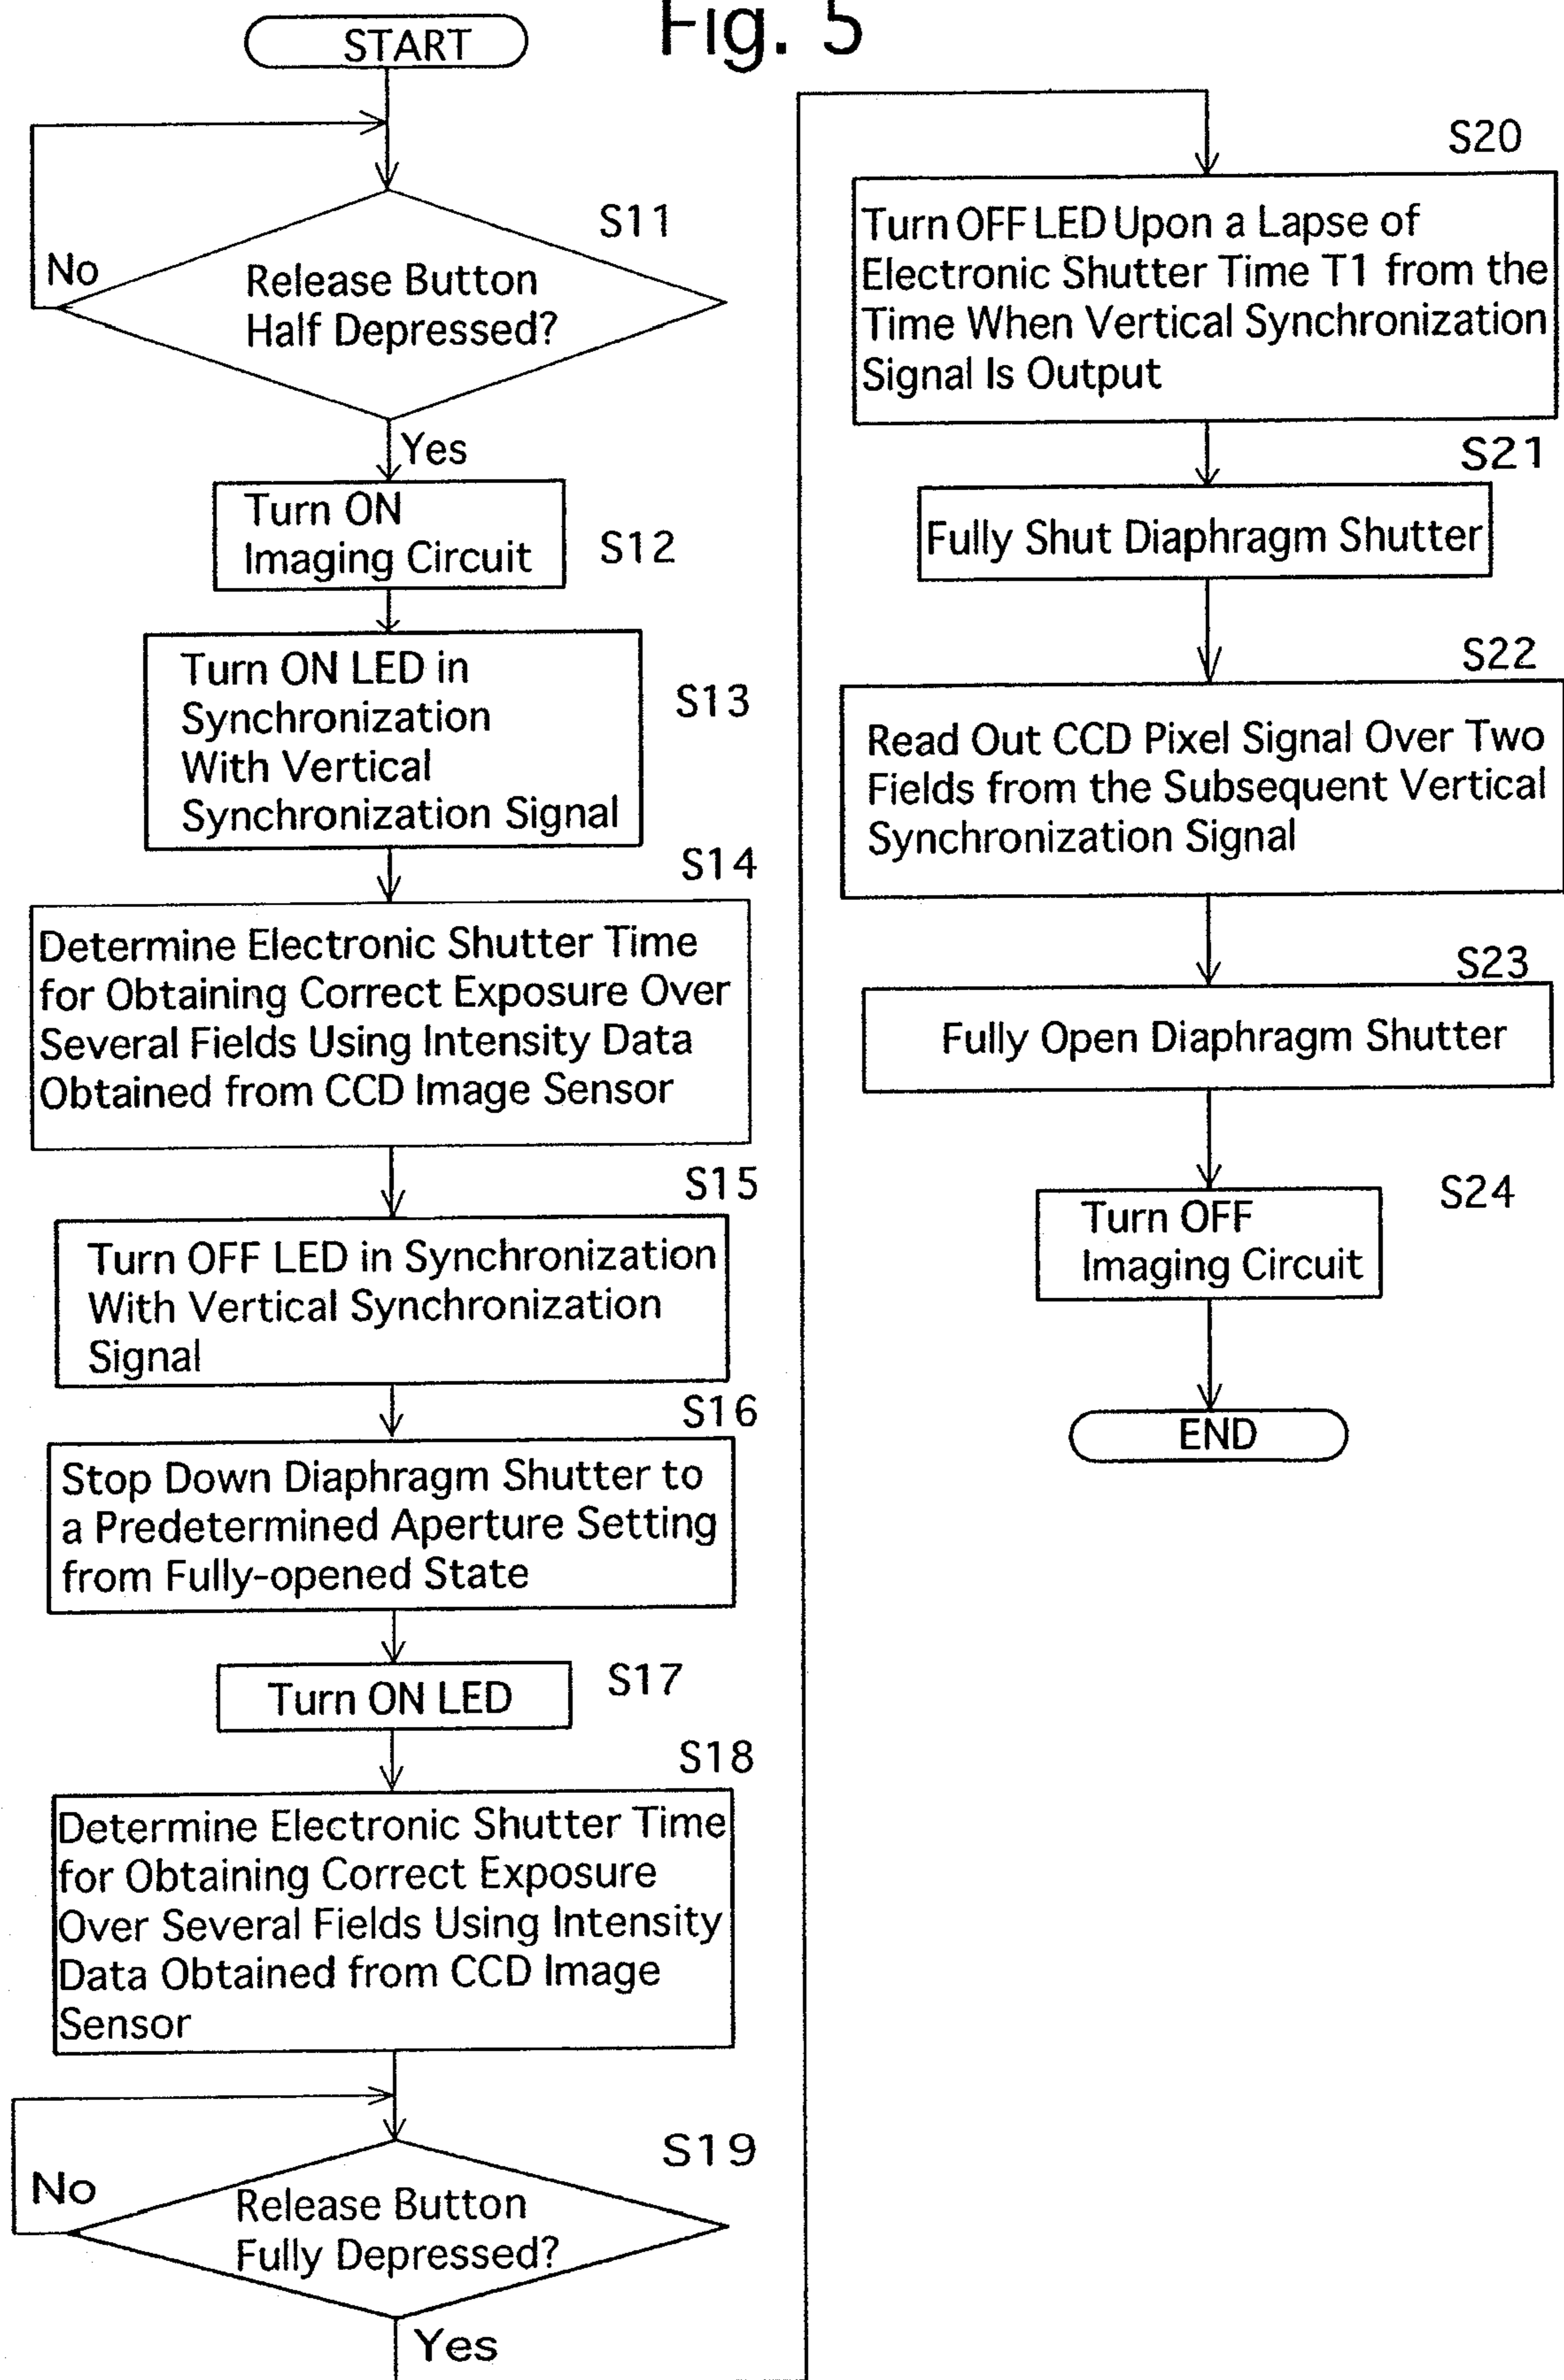 Fig. 5
START
S11
No
Release Button
Half Depressed?
Yes
Turn ON
Imaging Circuit
S12
Turn ON LED in
Synchronization
With Vertical
Synchronization Signal
S13
S14
Determine Electronic Shutter Time
for Obtaining Correct Exposure Over
Several Fields Using Intensity Data
Obtained from CCD Image Sensor
S15
Turn OFF LED in Synchronization
With Vertical Synchronization
Signal
S16
Stop Down Diaphragm Shutter to
a Predetermined Aperture Setting
from Fully-opened State
S17
Turn ON LED
S18
Determine Electronic Shutter Time
for Obtaining Correct Exposure
Over Several Fields Using Intensity
Data Obtained from CCD Image
Sensor
S19
No
Release Button
Fully Depressed?
Yes
S20
Turn OFF LED Upon a Lapse of
Electronic Shutter Time T1 from the
Time When Vertical Synchronization
Signal Is Output
S21
Fully Shut Diaphragm Shutter
S22
Read Out CCD Pixel Signal Over Two
Fields from the Subsequent Vertical
Synchronization Signal
S23
Fully Open Diaphragm Shutter
S24
Turn OFF
Imaging Circuit
END